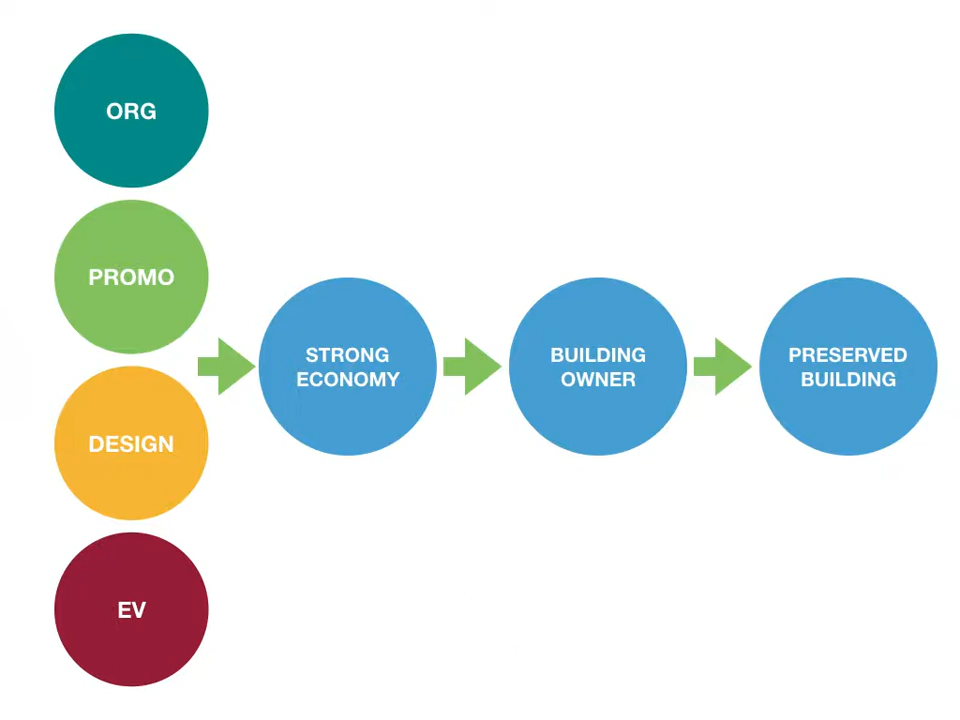 ORG
PROMO
DESIGN
EV
STRONG
ECONOMY
BUILDING
OWNER
PRESERVED
BUILDING